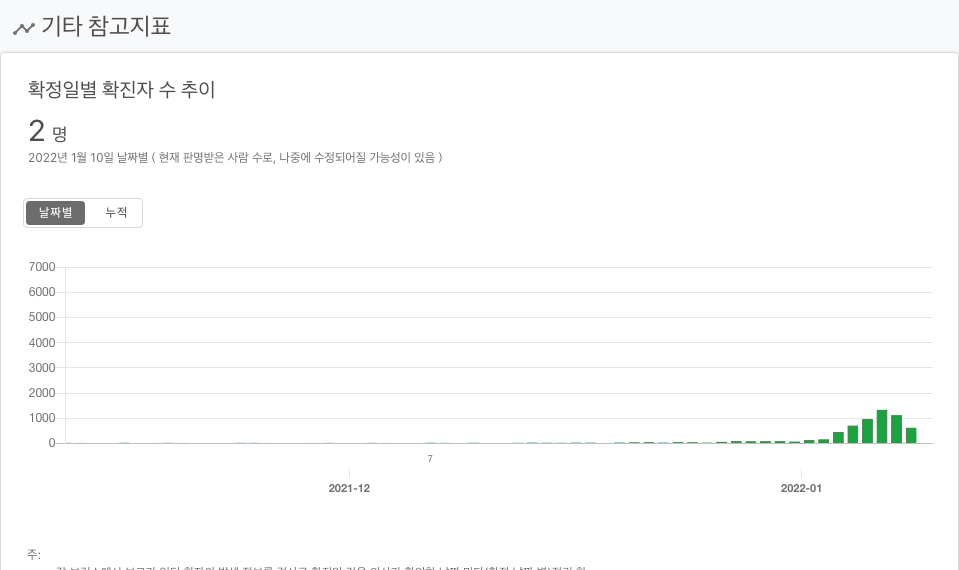 기타 참고지표
확정일별 확진자 수 추이
2 명
2022년 1월 10일 날짜별 ( 현재 판명받은 사람 수로, 나중에 수정되어질 가능성이 있음 )
날짜별 누적
7000
6000
5000
4000
3000
2000
1000
0
7
2021-12 2022-01
주: